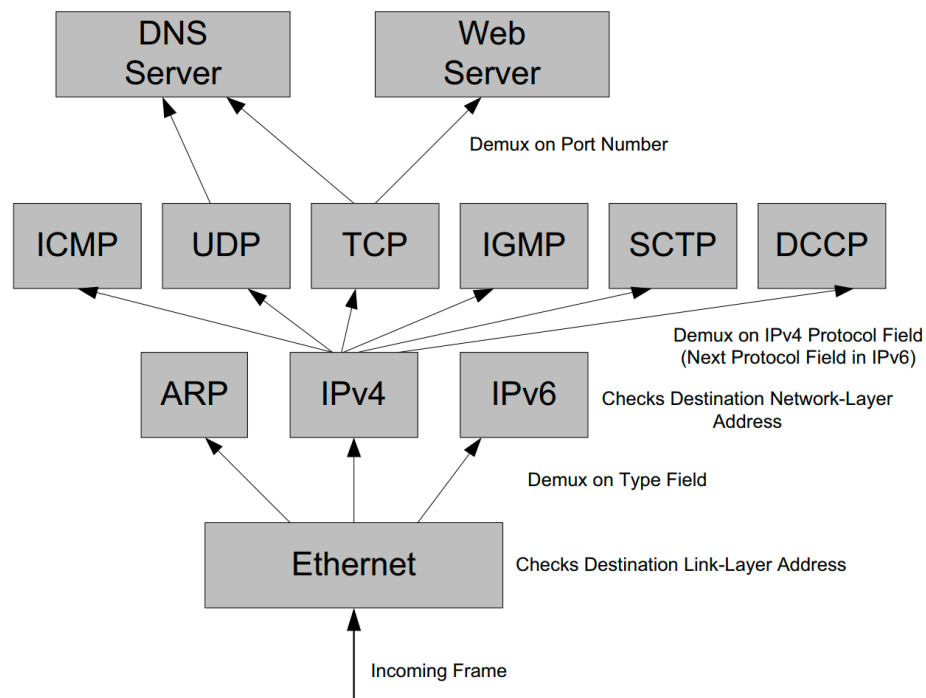 DNS
Server
Web
Server
Demux on Port Number
ICMP
UDP
TCP
IGMP
SCTP
DCCP
Demux on IPv4 Protocol Field
(Next Protocol Field in IPv6)
ARP
IPv4
IPv6
Checks Destination Network-Layer
Address
Demux on Type Field
Ethernet
Checks Destination Link-Layer Address
Incoming Frame